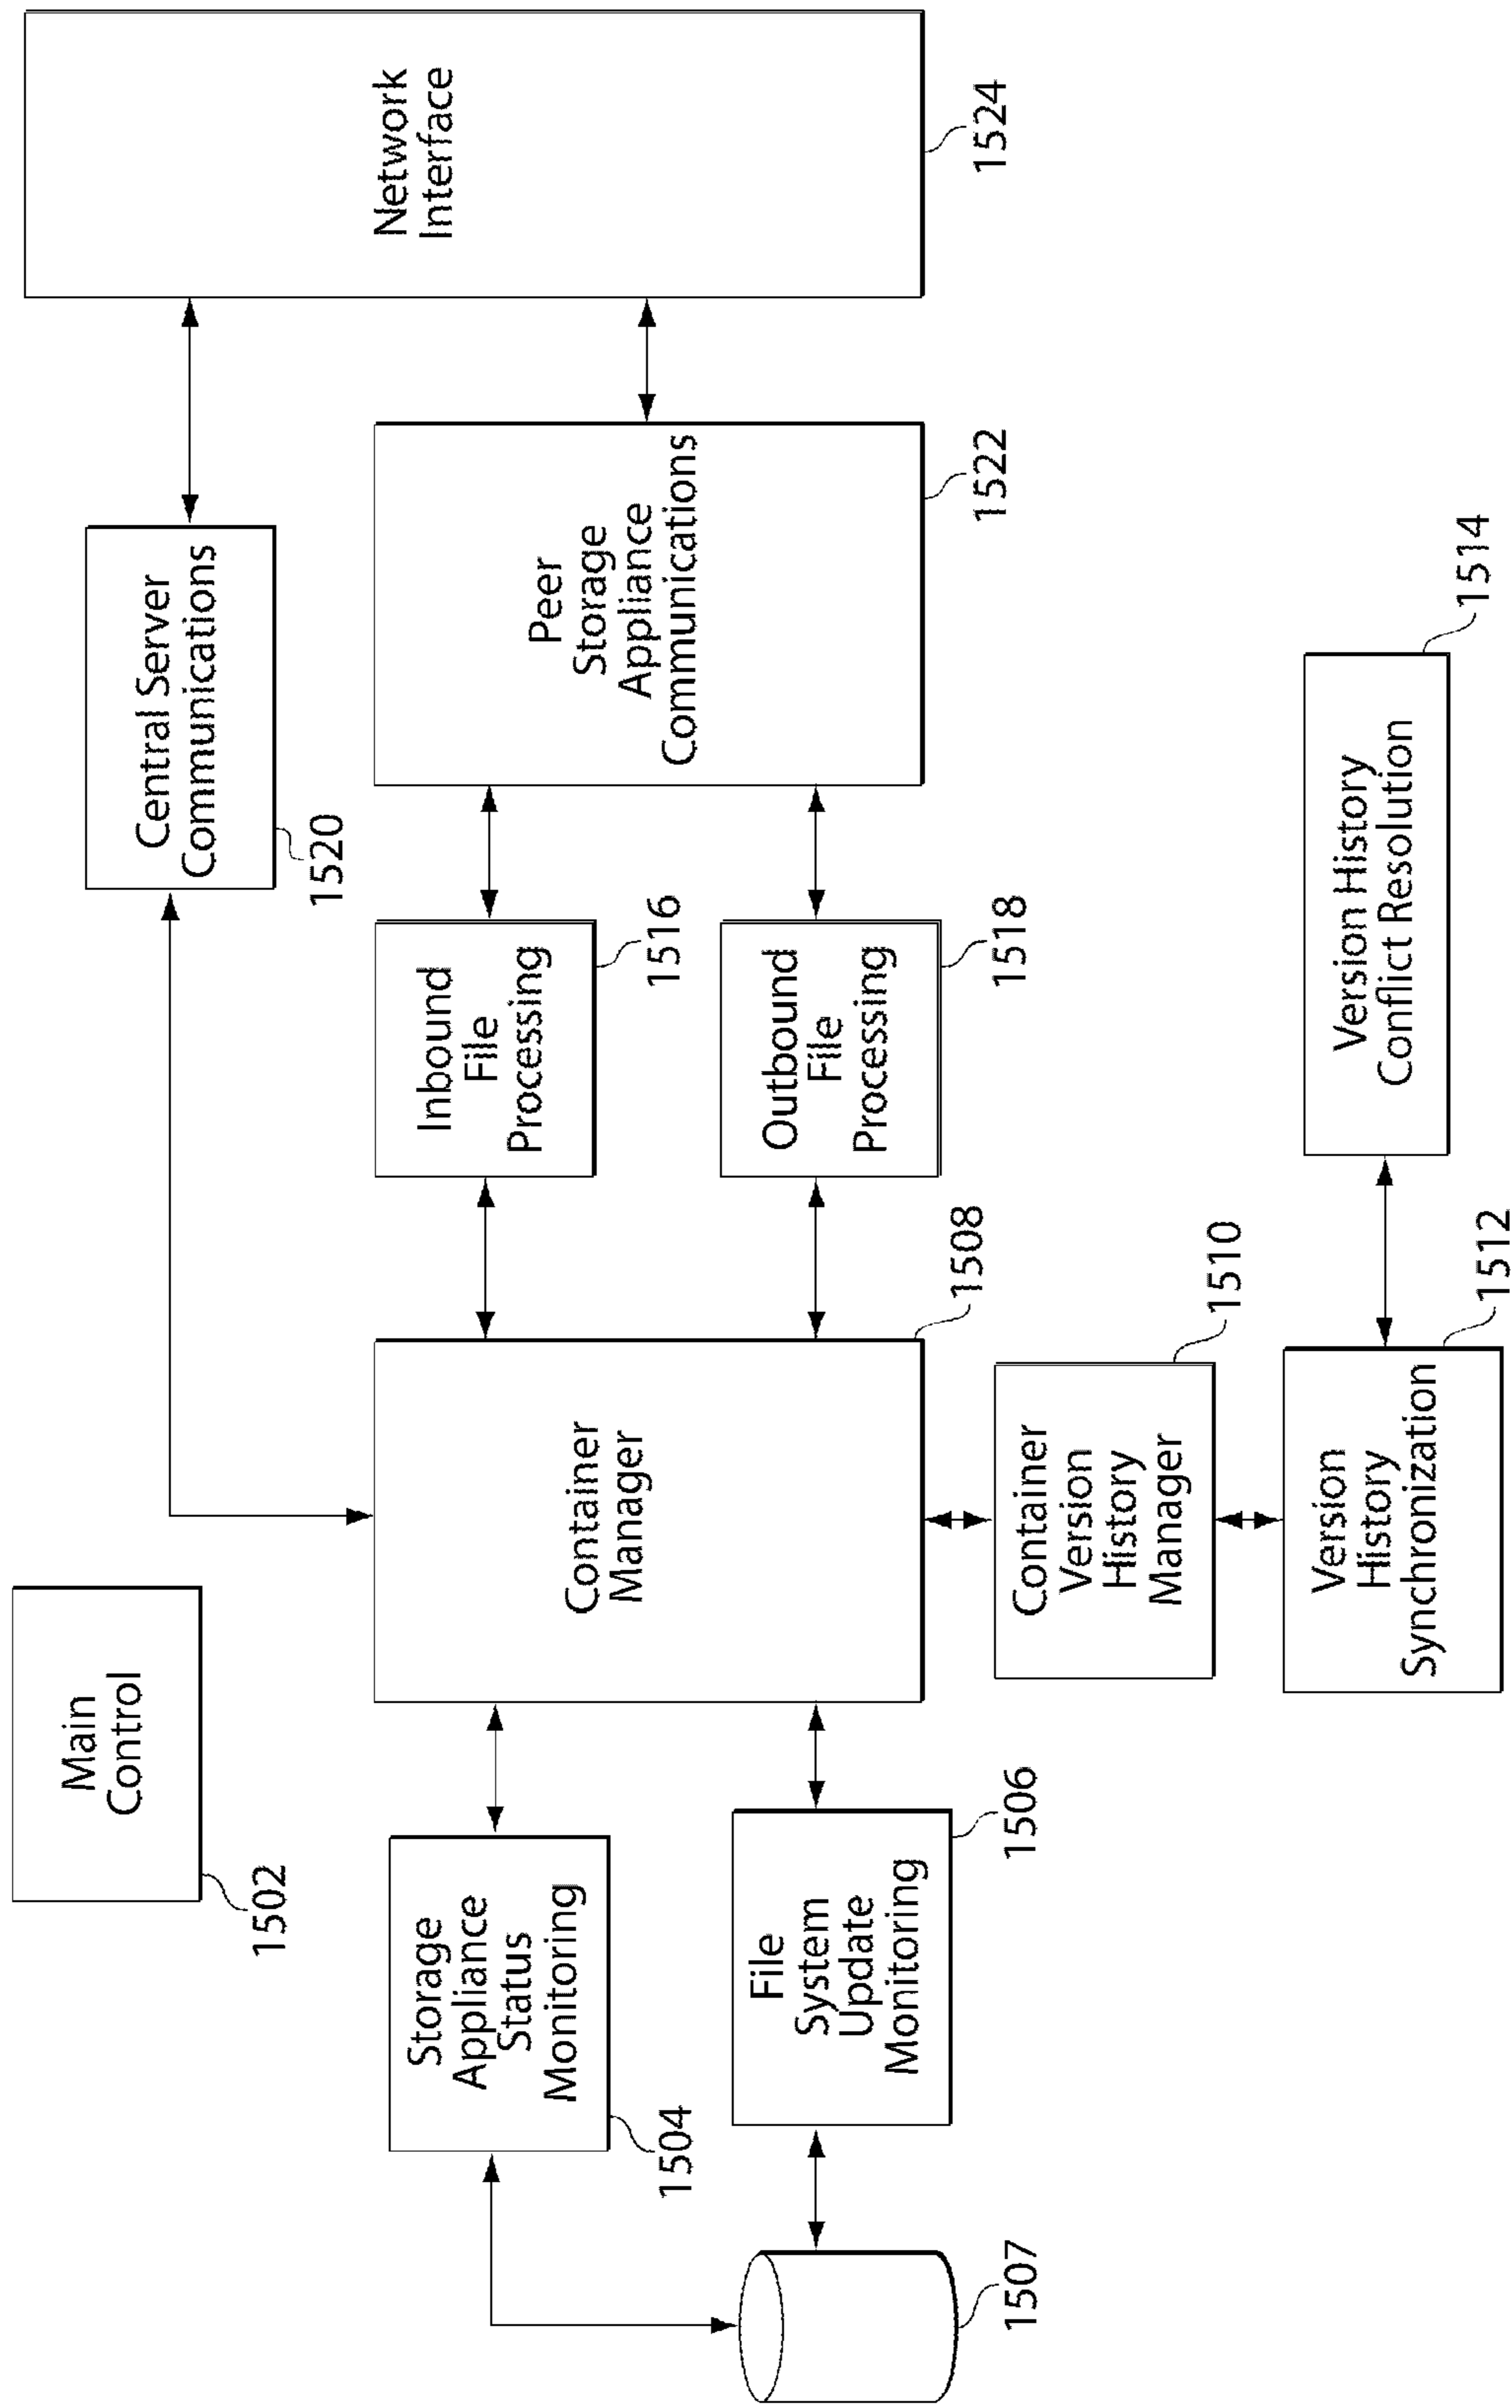 Main
Control
1502
Central Server
Communications
1520
Network
Interface
1524
Storage
Appliance
Status
Monitoring
1504
Container
Manager
1508
Inbound
File
Processing
1516
Peer
Storage
Appliance
Communications
1522
File
System
Update
Monitoring
1506
Outbound
File
Processing
1518
1507
Container
Version
History
Manager
1510
Version
History
Synchronization
1512
Version History
Conflict Resolution
1514